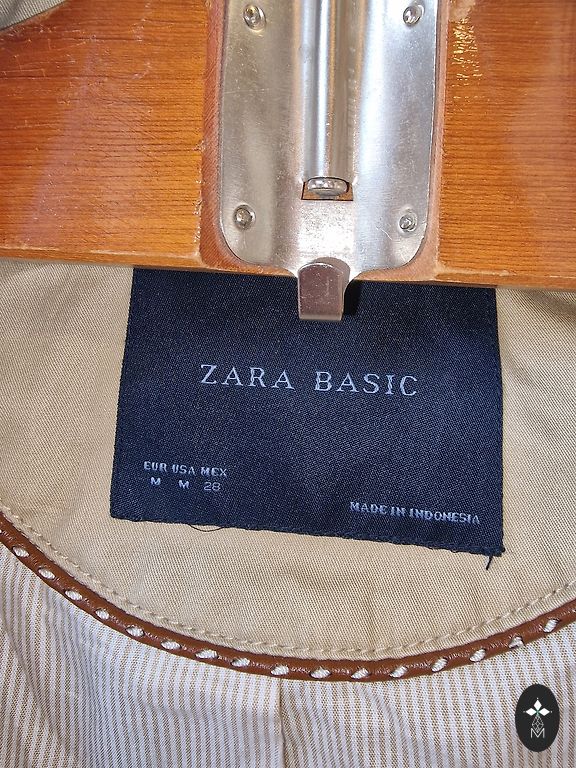 ZARA BASIC
EUR USA MEX
M M 28
MADE IN INDONESIA
M